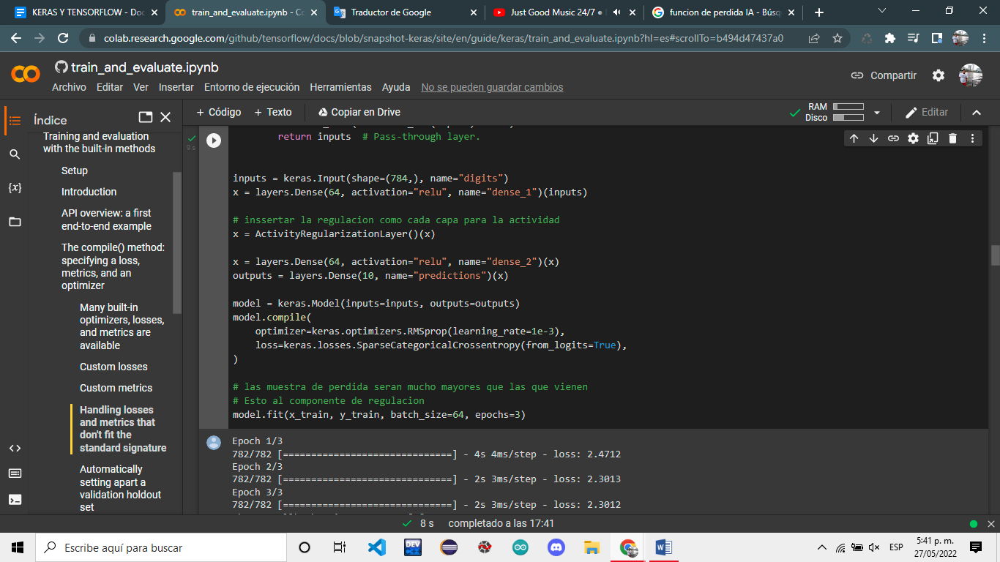 KERAS Y TENSORFLOW - Doc
train_and_evaluate.ipynb - Co
Traductor de Google
Just Good Music 24/7
funcion de perdida IA - Búsq
colab.research.google.com/github/tensorflow/docs/blob/snapshot-keras/site/en/guide/keras/train_and_evaluate.ipynb?hl=es#scrollTo=b494d47437a0
train_and_evaluate.ipynb
Archivo Editar Ver Insertar Entorno de ejecución Herramientas Ayuda No se pueden guardar cambios
Compartir
+ Código + Texto Copiar en Drive
RAM
Disco
Editar
Índice
Training and evaluation
with the built-in methods
Setup
Introduction
API overview: a first
end-to-end example
The compile() method:
specifying a loss,
metrics, and an
optimizer
Many built-in
optimizers, losses,
and metrics are
available
Custom losses
Custom metrics
Handling losses
and metrics that
don't fit the
standard signature
Automatically
setting apart a
validation holdout
set
9 s
return inputs  # Pass-through layer.
inputs = keras.Input(shape=(784,), name="digits")
x = layers.Dense(64, activation="relu", name="dense_1")(inputs)
# inssertar la regulacion como cada capa para la actividad
x = ActivityRegularizationLayer()(x)
x = layers.Dense(64, activation="relu", name="dense_2")(x)
outputs = layers.Dense(10, name="predictions")(x)
model = keras.Model(inputs=inputs, outputs=outputs)
model.compile(
optimizer=keras.optimizers.RMSprop(learning_rate=1e-3),
loss=keras.losses.SparseCategoricalCrossentropy(from_logits=True),
)
# las muestra de perdida seran mucho mayores que las que vienen
# Esto al componente de regulacion
model.fit(x_train, y_train, batch_size=64, epochs=3)
Epoch 1/3
782/782 [==============================] - 4s 4ms/step - loss: 2.4712
Epoch 2/3
782/782 [==============================] - 2s 3ms/step - loss: 2.3013
Epoch 3/3
782/782 [==============================] - 2s 3ms/step - loss: 2.3012
8 s completado a las 17:41
Escribe aquí para buscar
DEV
ESP
5:41 p. m.
27/05/2022